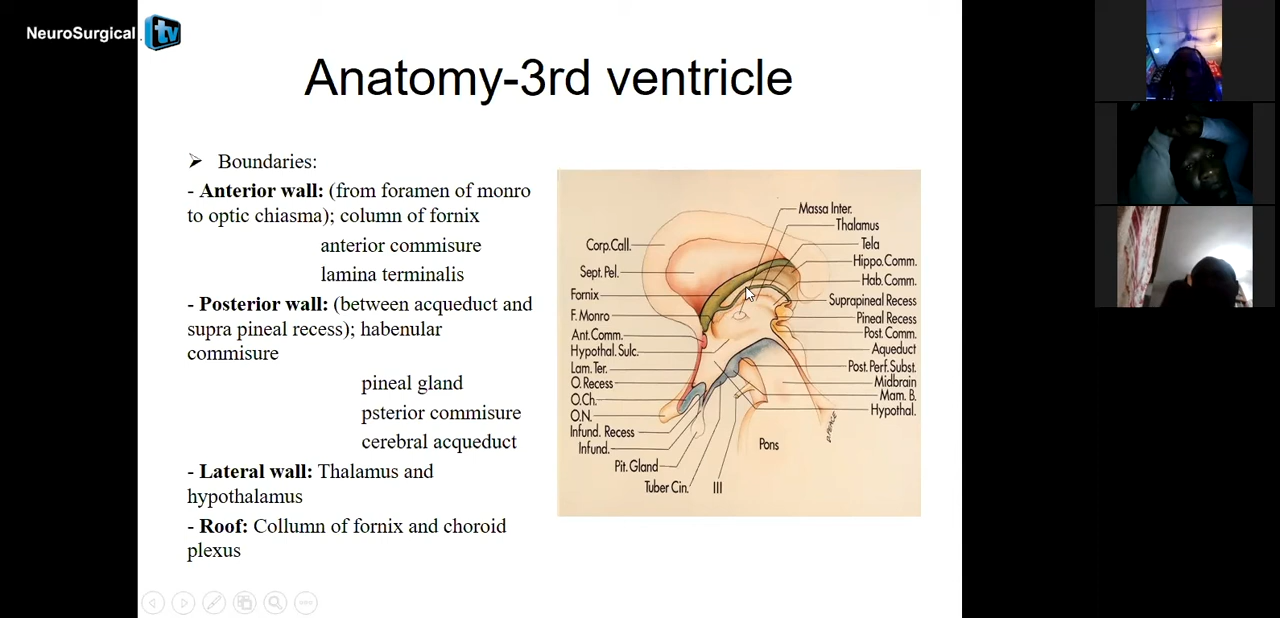 NeuroSurgical tv
Anatomy-3rd ventricle
➢ Boundaries:
- Anterior wall: (from foramen of monro
to optic chiasma); column of fornix
anterior commisure
lamina terminalis
- Posterior wall: (between acqeduct and
supra pineal recess); habenular
commisure
pineal gland
psterior commisure
cerebral acqeduct
- Lateral wall: Thalamus and
hypothalamus
- Roof: Collumn of fornix and choroid
plexus
Corp.Call.
Sept.Pel.
Fornix
F. Monro
Ant.Comm.
Hypothal.Sulc.
Lam.Ter.
O.Recess
O.Ch.
O.N.
Infund. Recess
Infund.
Pit.Gland
Tuber Cin.
III
Massa Inter.
Thalamus
Tela
Hippo.Comm.
Hab.Comm.
Suprapineal Recess
Pineal Recess
Post.Comm.
Aqueduct
Post.Perf.Subst.
Midbrain
Mam.B.
Hypothal.
Pons